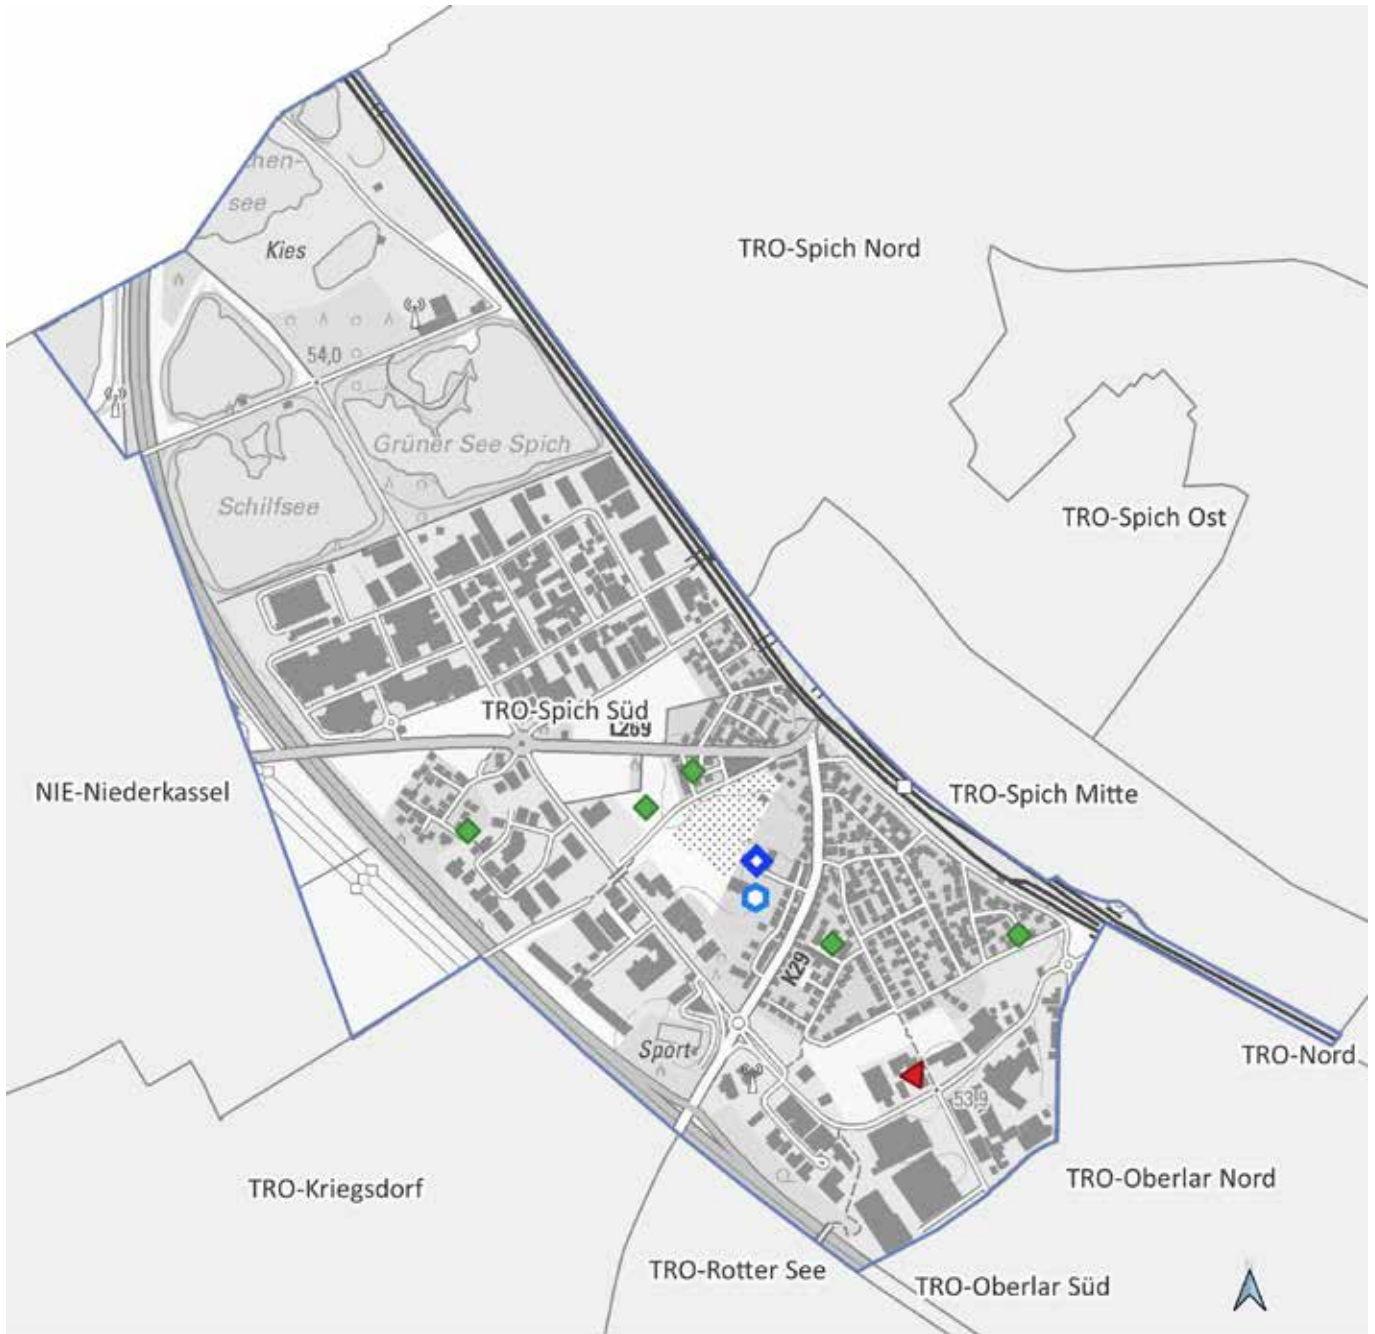 chen-
see
Kies
TRO-Spich Nord
54,0
Grüner See Spich
Schilfsee
TRO-Spich Ost
TRO-Spich Süd
L269
NIE-Niederkassel
TRO-Spich Mitte
K29
Sport
TRO-Nord
53,9
TRO-Kriegsdorf
TRO-Oberlar Nord
TRO-Rotter See
TRO-Oberlar Süd